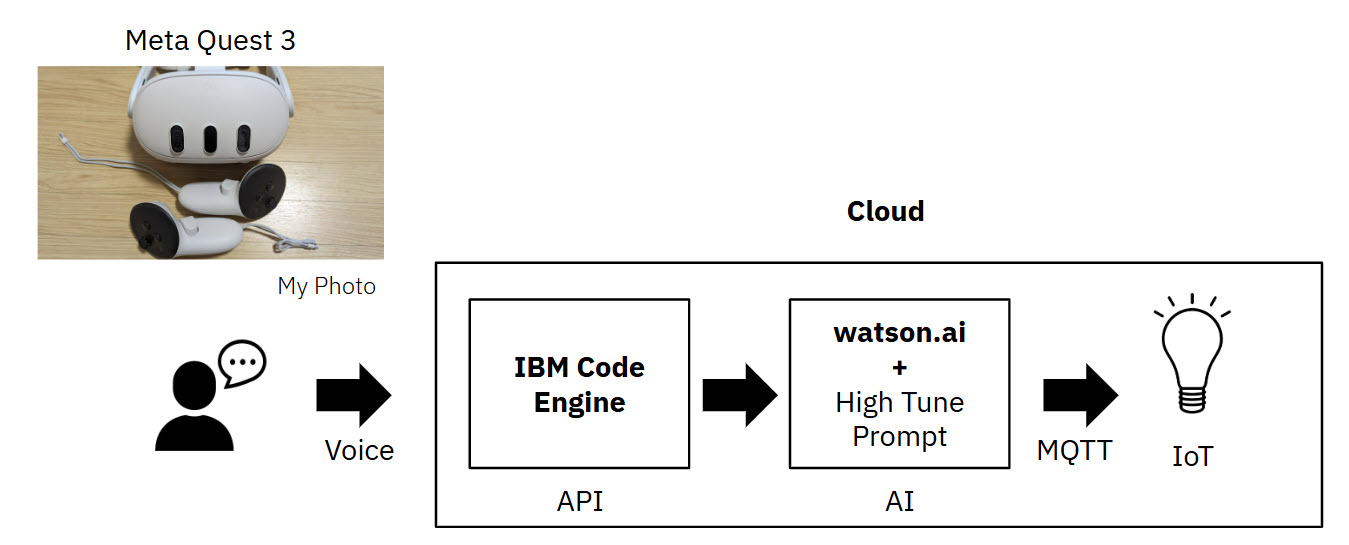 Meta Quest 3
My Photo
Cloud
IBM Code
Engine
watson.ai
+
High Tune
Prompt
Voice
MQTT
IoT
API
AI